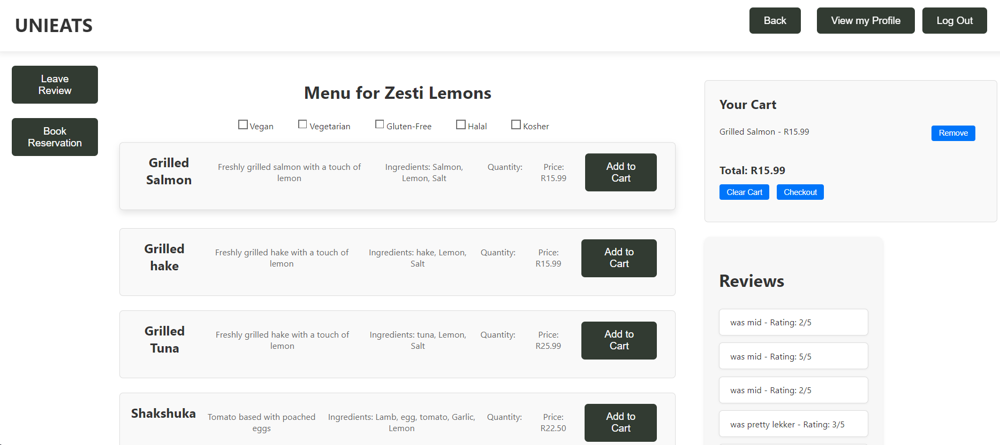 UNIEATS
Back
View my Profile
Log Out
Leave
Review
Book
Reservation
Menu for Zesti Lemons
Vegan
Vegetarian
Gluten-Free
Halal
Kosher
Grilled
Salmon
Freshly grilled salmon with a touch of
lemon
Ingredients: Salmon,
Lemon, Salt
Quantity:
Price:
R15.99
Add to
Cart
Grilled
hake
Freshly grilled hake with a touch of
lemon
Ingredients: hake, Lemon,
Salt
Quantity:
Price:
R15.99
Add to
Cart
Grilled
Tuna
Freshly grilled hake with a touch of
lemon
Ingredients: tuna, Lemon,
Salt
Quantity:
Price:
R25.99
Add to
Cart
Shakshuka
Tomato based with poached
eggs
Ingredients: Lamb, egg, tomato, Garlic,
Lemon
Quantity:
Price:
R22.50
Add to
Cart
Your Cart
Grilled Salmon - R15.99
Remove
Total: R15.99
Clear Cart
Checkout
Reviews
was mid - Rating: 2/5
was mid - Rating: 5/5
was mid - Rating: 2/5
was pretty lekker - Rating: 3/5